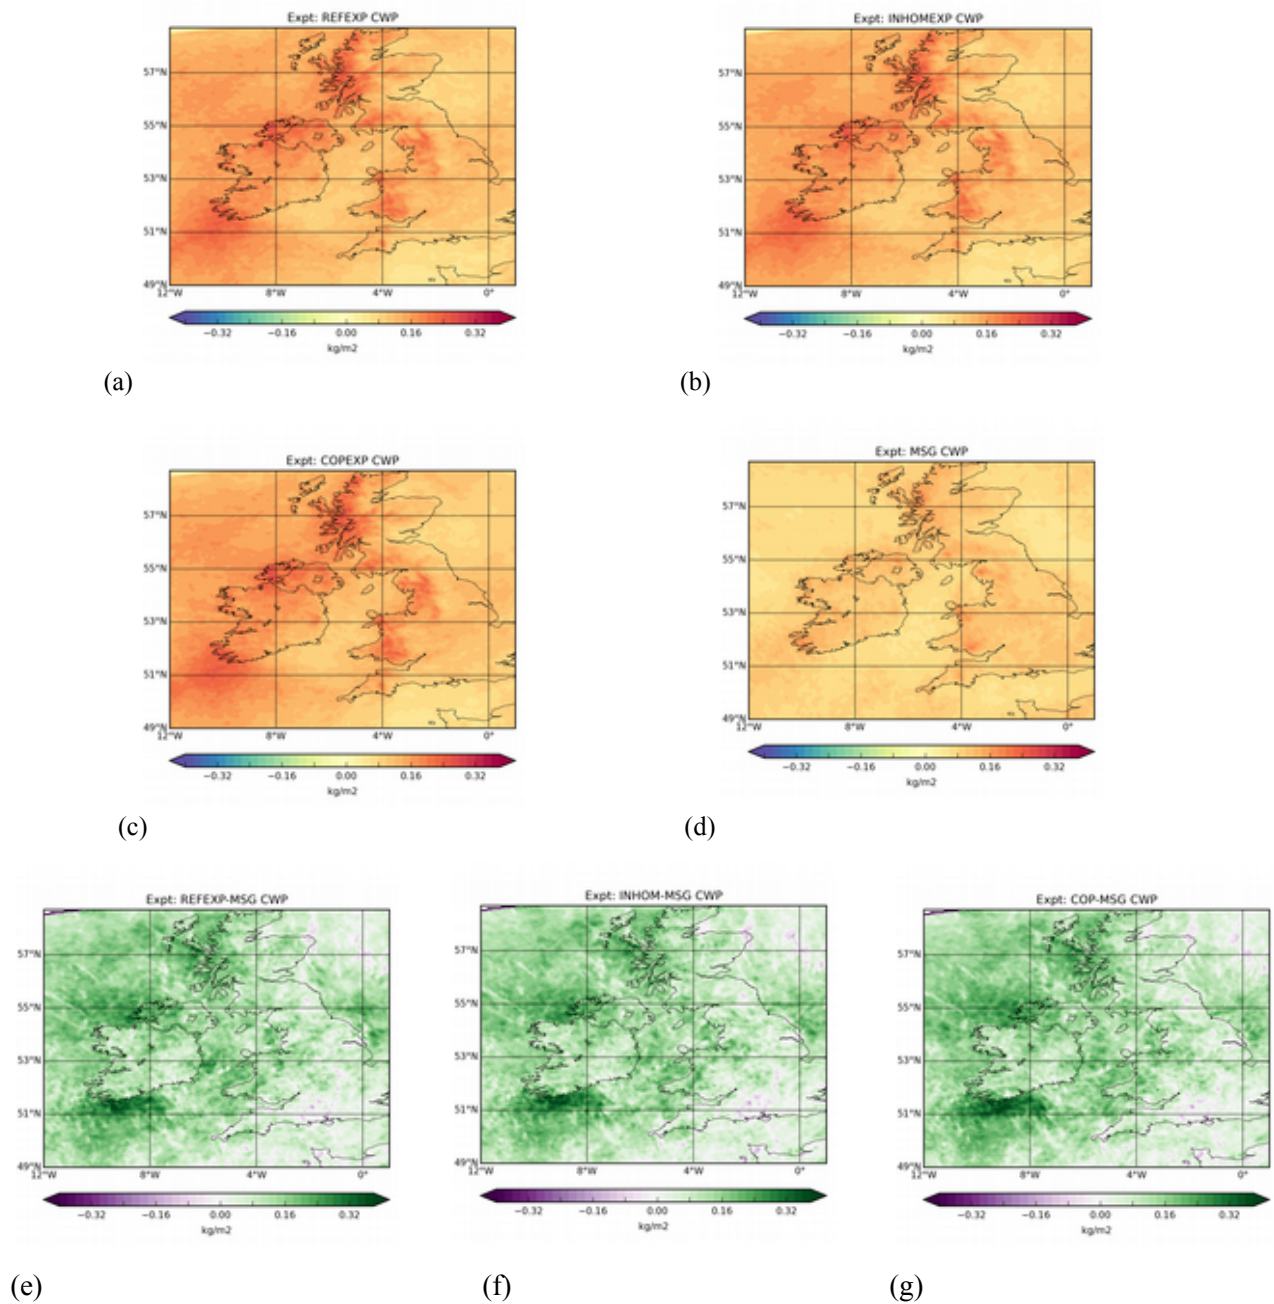 Expt: REFEXP CWP
Expt: INHOMEXP CWP
57°N
55°N
53°N
51°N
49°N
12°W 8°W 4°W 0°
−0.32 −0.16 0.00 0.16 0.32
kg/m2
57°N
55°N
53°N
51°N
49°N
12°W 8°W 4°W 0°
−0.32 −0.16 0.00 0.16 0.32
kg/m2
(a)
(b)
Expt: COPEXP CWP
Expt: MSG CWP
57°N
55°N
53°N
51°N
49°N
12°W 8°W 4°W 0°
−0.32 −0.16 0.00 0.16 0.32
kg/m2
57°N
55°N
53°N
51°N
49°N
12°W 8°W 4°W 0°
−0.32 −0.16 0.00 0.16 0.32
kg/m2
(c)
(d)
Expt: REFEXP-MSG CWP
Expt: INHOM-MSG CWP
Expt: COP-MSG CWP
57°N
55°N
53°N
51°N
49°N
12°W 8°W 4°W 0°
−0.32 −0.16 0.00 0.16 0.32
kg/m2
57°N
55°N
53°N
51°N
49°N
12°W 8°W 4°W 0°
−0.32 −0.16 0.00 0.16 0.32
kg/m2
57°N
55°N
53°N
51°N
49°N
12°W 8°W 4°W 0°
−0.32 −0.16 0.00 0.16 0.32
kg/m2
(e)
(f)
(g)